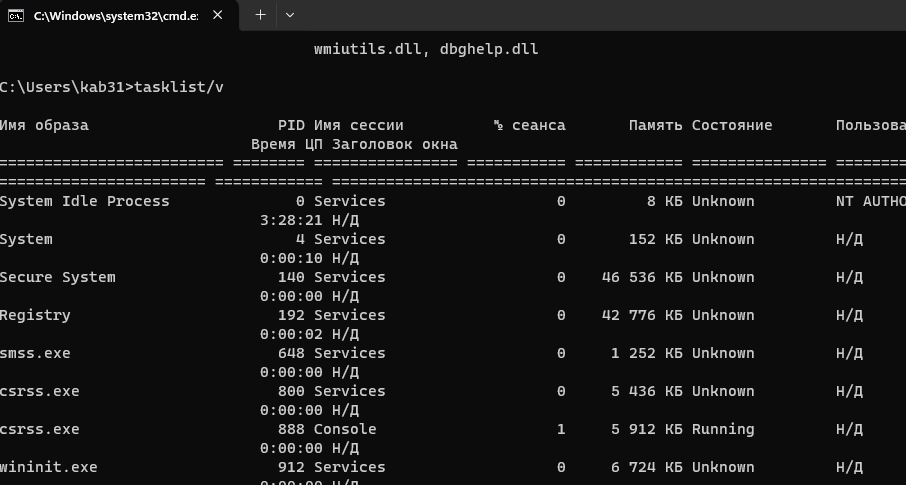 C:\Windows\system32\cmd.e
wmiutils.dll, dbghelp.dll
C:\Users\kab31>tasklist/v
Имя образа PID Имя сессии № сеанса Память Состояние Пользова
Время ЦП Заголовок окна
========================= ======== ================ =========== ============ =============== ========
======================= ============ ================================================================
System Idle Process 0 Services 0 8 КБ Unknown NT AUTHO
3:28:21 Н/Д
System 4 Services 0 152 КБ Unknown Н/Д
0:00:10 Н/Д
Secure System 140 Services 0 46 536 КБ Unknown Н/Д
0:00:00 Н/Д
Registry 192 Services 0 42 776 КБ Unknown Н/Д
0:00:02 Н/Д
smss.exe 648 Services 0 1 252 КБ Unknown Н/Д
0:00:00 Н/Д
csrss.exe 800 Services 0 5 436 КБ Unknown Н/Д
0:00:00 Н/Д
csrss.exe 888 Console 1 5 912 КБ Running Н/Д
0:00:00 Н/Д
wininit.exe 912 Services 0 6 724 КБ Unknown Н/Д
0:00:00 Н/Д